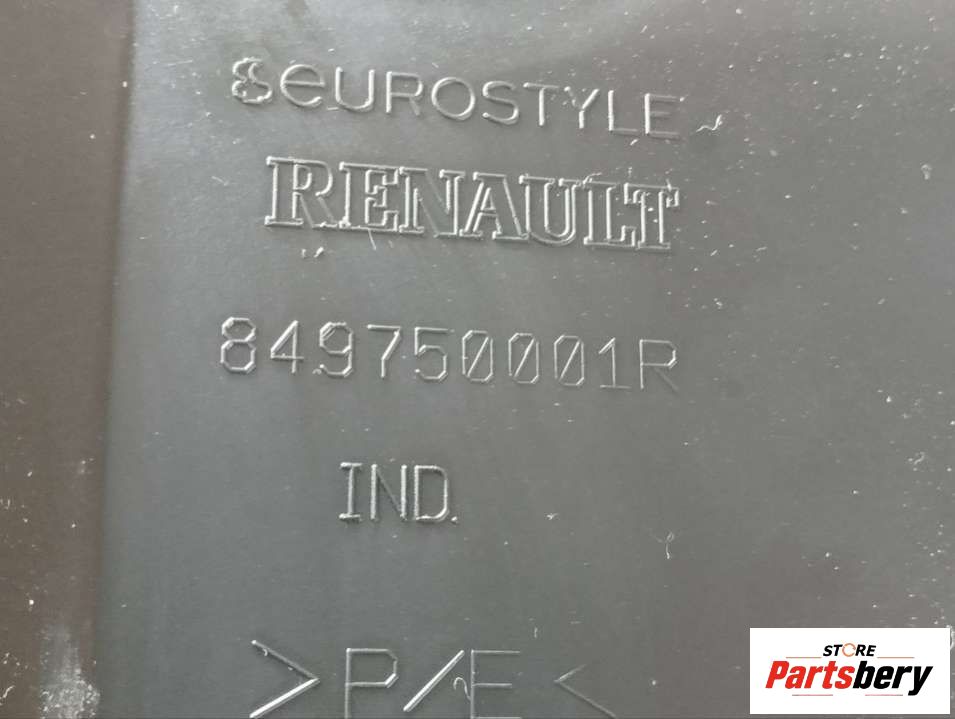 EUROSTYLE
RENAULT
849750001R
IND.
>P/E<
STORE
Partsbery